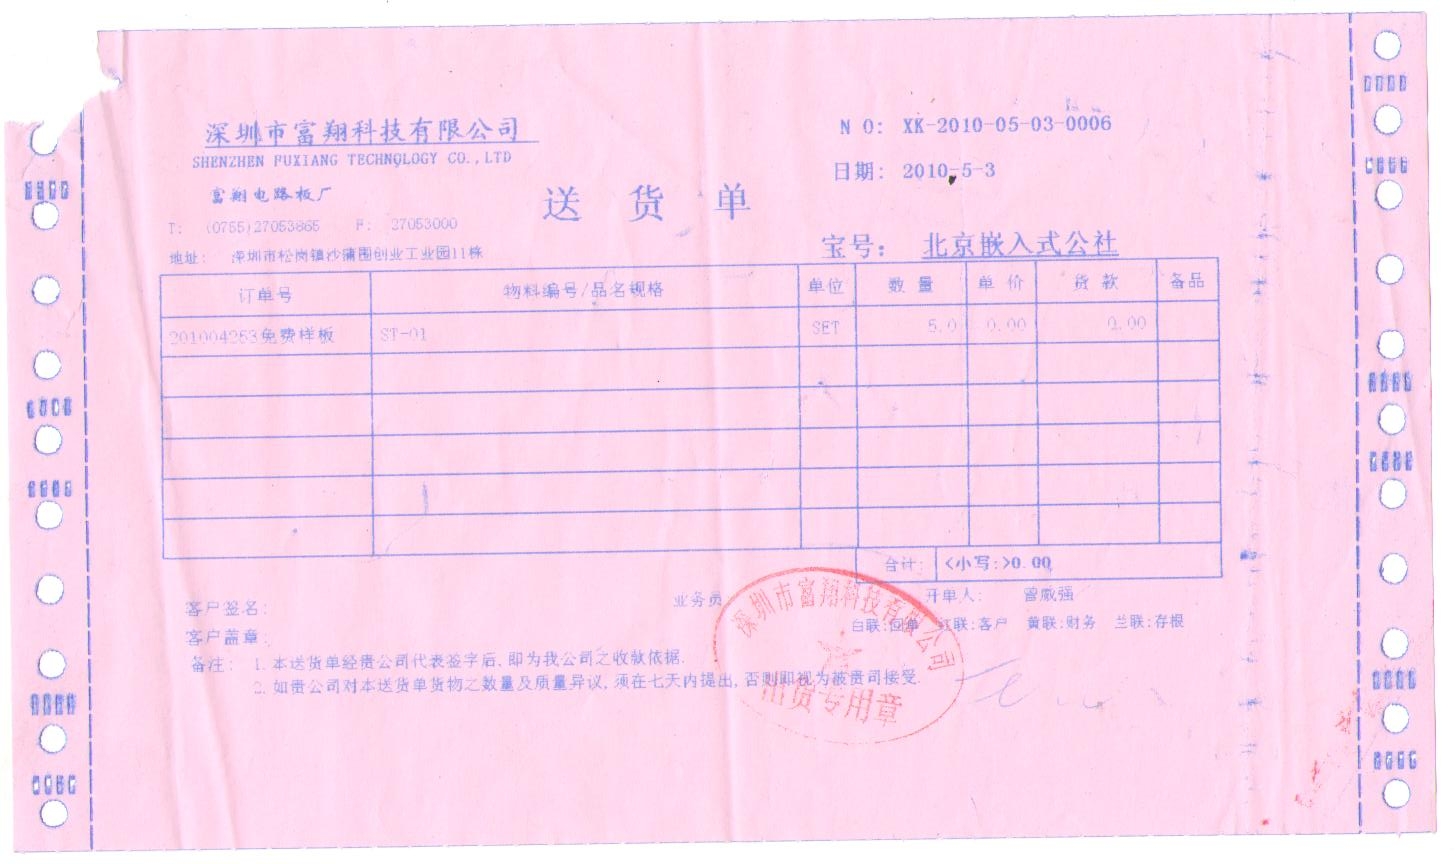 深圳市富翔科技有限公司
SHENZHEN FUXIANG TECHNOLOGY CO.,LTD
富翔电路板厂
T: (0755)27053865 F: 27053000
地址: 深圳市松岗镇沙蒲围创业工业园11栋
送货单
NO: XK-2010-05-03-0006
日期: 2010-5-3
宝号: 北京嵌入式公社
订单号 物料编号/品名规格 单位 数量 单价 货款 备品
201004253免费样板 ST-01 SET 5.0 0.00 0.00
合计: <小写:>0.00
客户签名: 业务员 开单人: 曾威强
客户盖章: 白联:回单 红联:客户 黄联:财务 兰联:存根
备注: 1. 本送货单经贵公司代表签字后, 即为我公司之收款依据.
2. 如贵公司对本送货单货物之数量及质量异议, 须在七天内提出, 否则即视为被贵司接受.
深圳市富翔科技有限公司
出货专用章